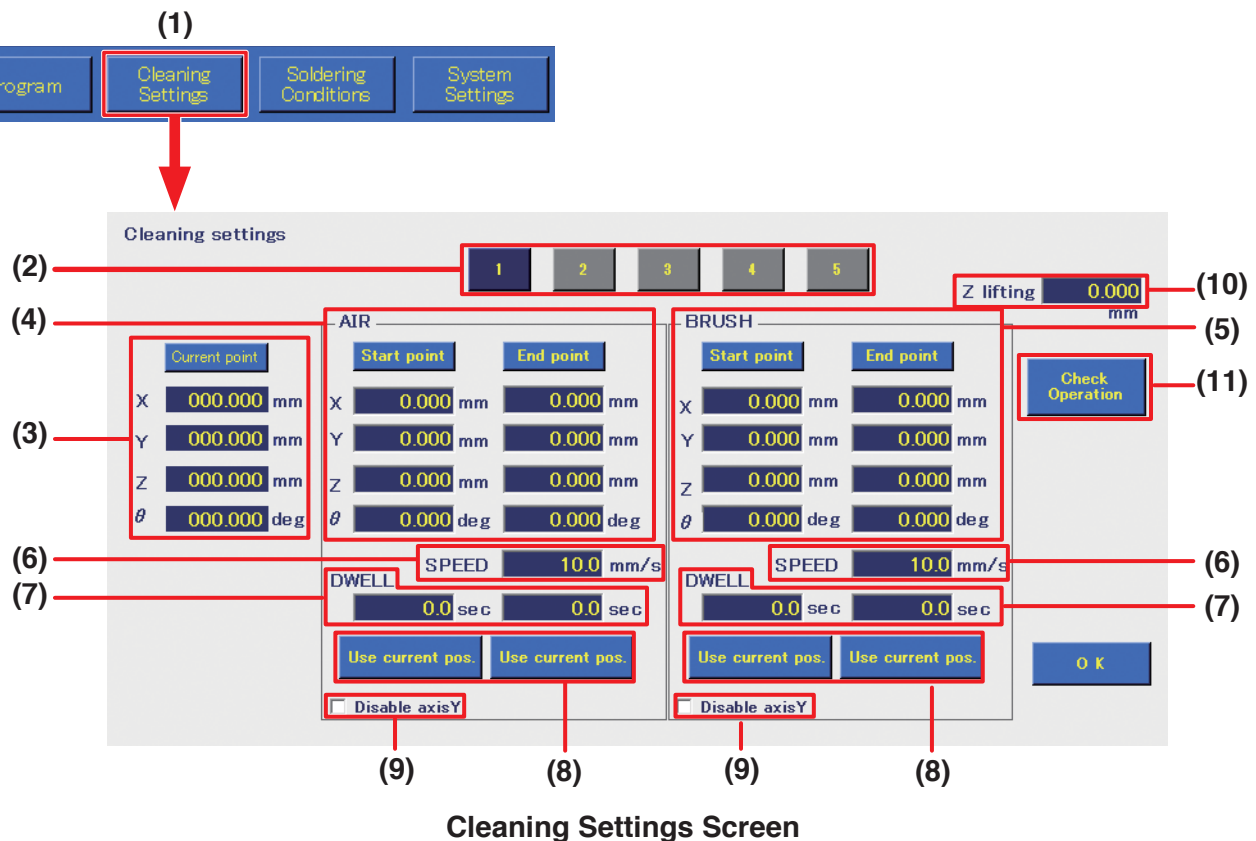 (1)
rogram
Cleaning
Settings
Soldering
Conditions
System
Settings
Cleaning settings
(2)
1 2 3 4 5
Z lifting 0.000 mm
(10)
(4)
AIR
BRUSH
(5)
Current point
Start point End point
Start point End point
Check
Operation
(11)
(3)
X 000.000 mm
X 0.000 mm 0.000 mm
X 0.000 mm 0.000 mm
Y 000.000 mm
Y 0.000 mm 0.000 mm
Y 0.000 mm 0.000 mm
Z 000.000 mm
Z 0.000 mm 0.000 mm
Z 0.000 mm 0.000 mm
θ 000.000 deg
θ 0.000 deg 0.000 deg
θ 0.000 deg 0.000 deg
(6)
SPEED 10.0 mm/s
SPEED 10.0 mm/s
(6)
(7)
DWELL
0.0 sec 0.0 sec
DWELL
0.0 sec 0.0 sec
(7)
Use current pos. Use current pos.
Use current pos. Use current pos.
O K
Disable axisY
Disable axisY
(9) (8) (9) (8)
Cleaning Settings Screen